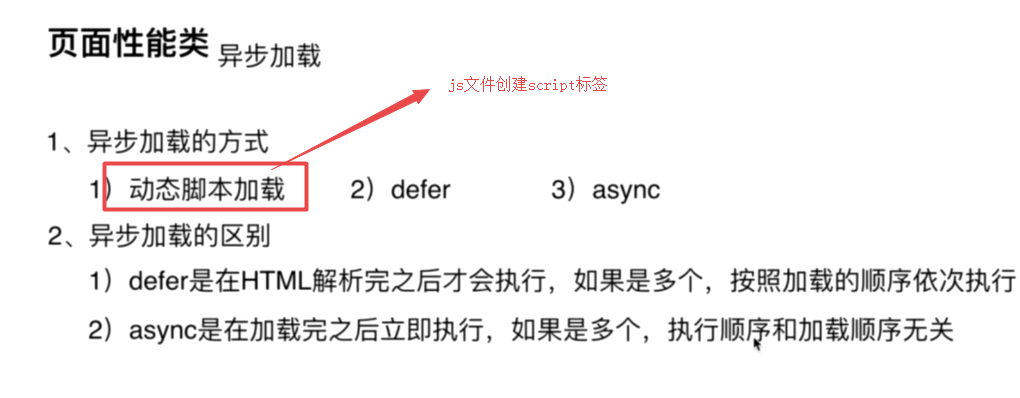 页面性能类 异步加载
js文件创建script标签
1、异步加载的方式
1）动态脚本加载 2）defer 3）async
2、异步加载的区别
1）defer是在HTML解析完之后才会执行，如果是多个，按照加载的顺序依次执行
2）async是在加载完之后立即执行，如果是多个，执行顺序和加载顺序无关